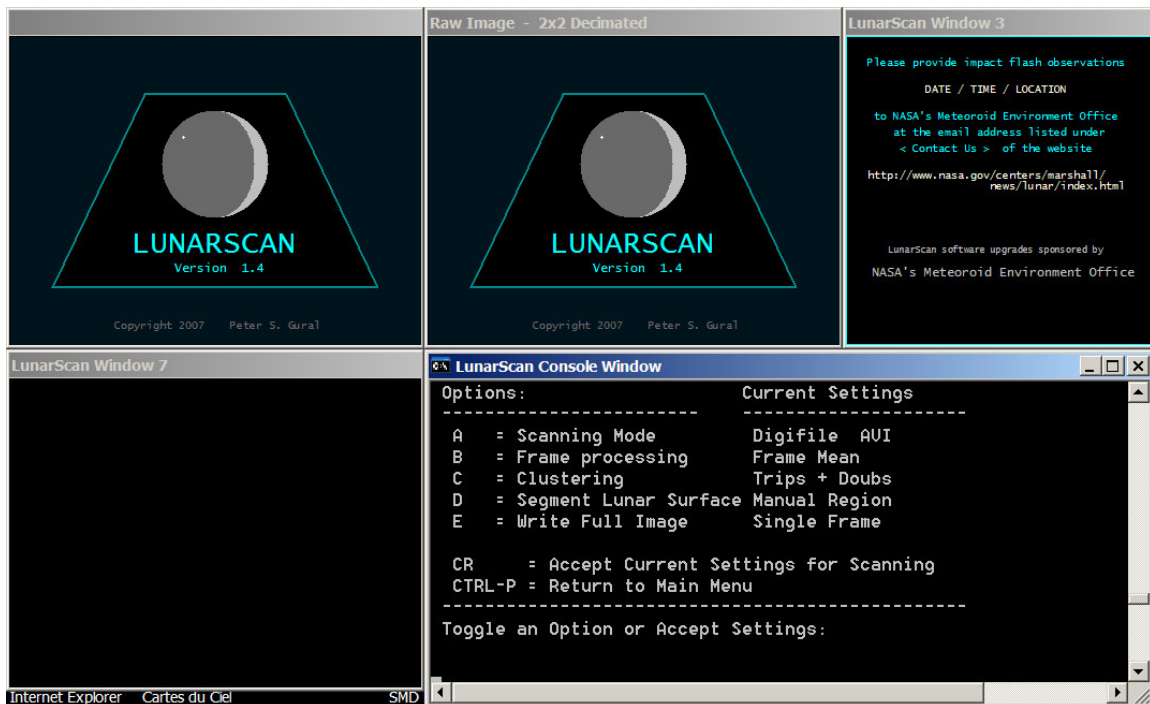 Raw Image - 2x2 Decimated
LunarScan Window 3
LUNARSCAN
Version 1.4
Copyright 2007 Peter S. Gural
LUNARSCAN
Version 1.4
Copyright 2007 Peter S. Gural
Please provide impact flash observations
DATE / TIME / LOCATION
to NASA's Meteoroid Environment Office
at the email address listed under
< Contact Us > of the website
http://www.nasa.gov/centers/marshall/
news/lunar/index.html
LunarScan software upgrades sponsored by
NASA's Meteoroid Environment Office
LunarScan Window 7
LunarScan Console Window
Options: Current Settings
------------------------ ---------------------
A = Scanning Mode Digifile AVI
B = Frame processing Frame Mean
C = Clustering Trips + Doubs
D = Segment Lunar Surface Manual Region
E = Write Full Image Single Frame
CR = Accept Current Settings for Scanning
CTRL-P = Return to Main Menu
-------------------------------------------------
Toggle an Option or Accept Settings:
Internet Explorer Cartes du Ciel SMD